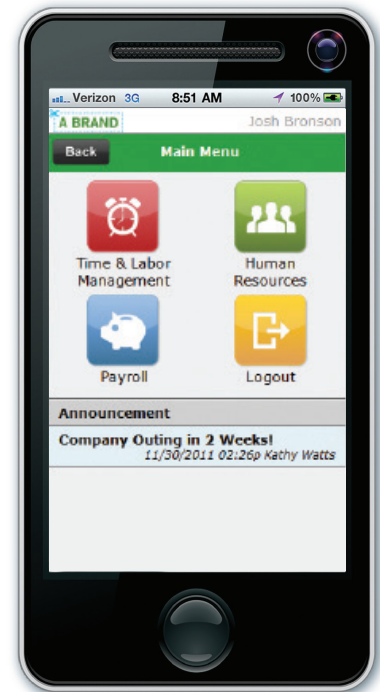 Verizon 3G 8:51 AM 100%
A BRAND Josh Bronson
Back Main Menu
Time & Labor Management
Human Resources
Payroll
Logout
Announcement
Company Outing in 2 Weeks!
11/30/2011 02:26p Kathy Watts